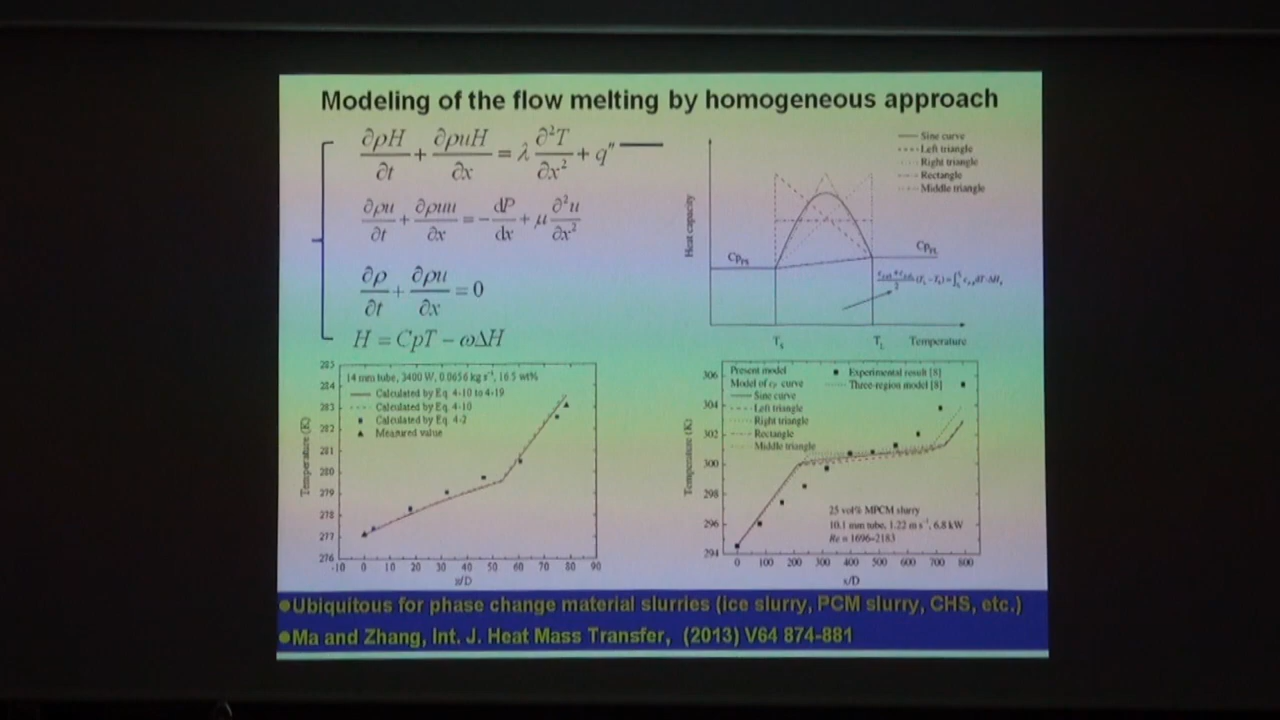 Modeling of the flow melting by homogeneous approach
∂ρH/∂t + ∂ρuH/∂x = λ ∂²T/∂x² + q″
∂ρu/∂t + ∂ρuu/∂x = - dP/dx + μ ∂²u/∂x²
∂ρ/∂t + ∂ρu/∂x = 0
H = CpT − ωΔH
Sine curve
Left triangle
Right triangle
Rectangle
Middle triangle
Heat capacity
Cp_PS
Cp_PL
T_S
T_L
Temperature
285
284
283
282
281
280
279
278
277
276
Temperature (K)
14 mm tube, 3400 W, 0.0656 kg s⁻¹, 16.5 wt%
Calculated by Eq. 4-10 to 4-19
Calculated by Eq. 4-10
Calculated by Eq. 4-2
Measured value
-10 0 10 20 30 40 50 60 70 80 90
x/D
306
304
302
300
298
296
294
Temperature (K)
Present model
Model of cp curve
Sine curve
Left triangle
Right triangle
Rectangle
Middle triangle
Experimental result [8]
Three-region model [8]
25 vol% MPCM slurry
10.1 mm tube, 1.22 m s⁻¹, 6.8 kW
Re = 1696-2183
0 100 200 300 400 500 600 700 800
x/D
●Ubiquitous for phase change material slurries (ice slurry, PCM slurry, CHS, etc.)
●Ma and Zhang, Int. J. Heat Mass Transfer, (2013) V64 874-881